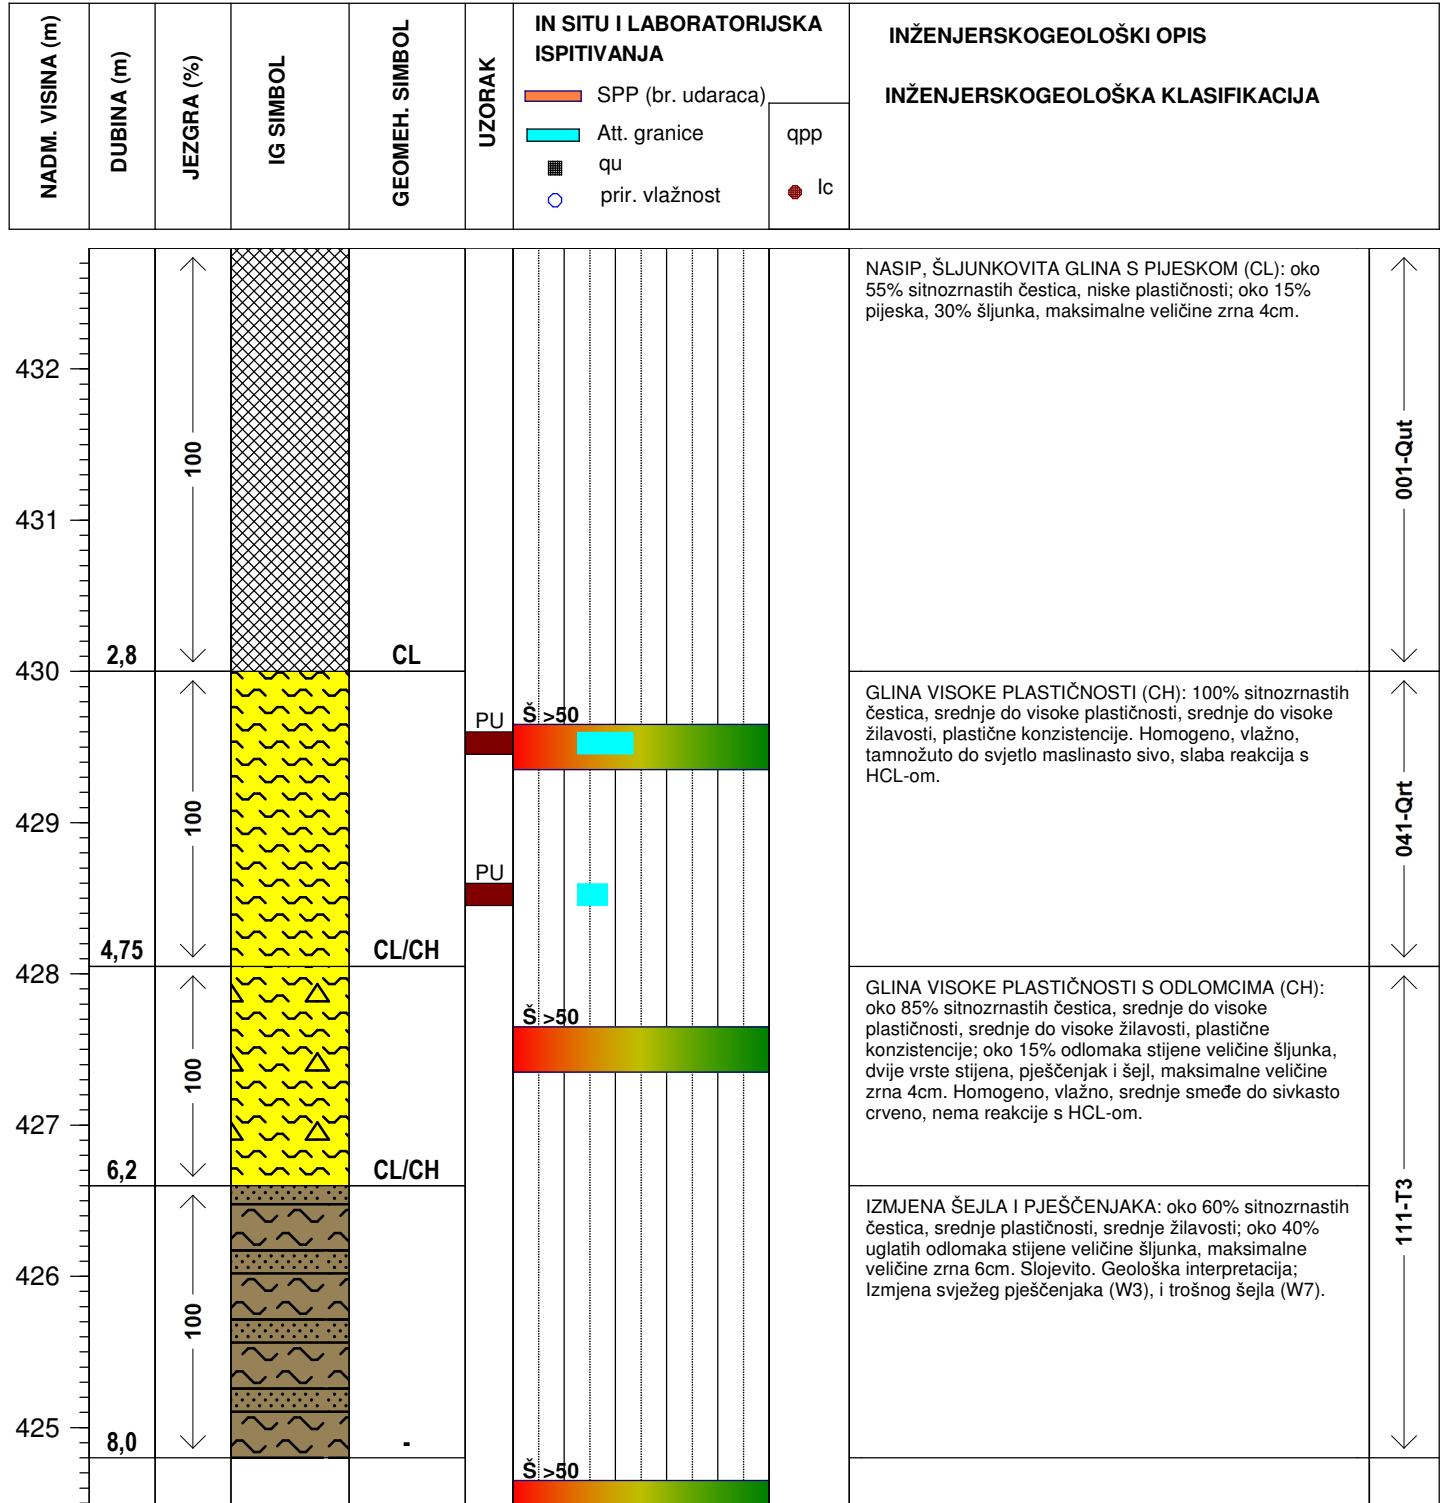 NADM. VISINA (m)
DUBINA (m)
JEZGRA (%)
IG SIMBOL
GEOMEH. SIMBOL
UZORAK
IN SITU I LABORATORIJSKA
ISPITIVANJA
SPP (br. udaraca)
Att. granice
qu
prir. vlažnost
qpp
Ic
INŽENJERSKOGEOLOŠKI OPIS
INŽENJERSKOGEOLOŠKA KLASIFIKACIJA
432
431
430
429
428
427
426
425
2,8
4,75
6,2
8,0
100
100
100
100
CL
CL/CH
CL/CH
-
PU
PU
Š >50
Š >50
Š >50
NASIP, ŠLJUNKOVITA GLINA S PIJESKOM (CL): oko
55% sitnozrnastih čestica, niske plastičnosti; oko 15%
pijeska, 30% šljunka, maksimalne veličine zrna 4cm.
GLINA VISOKE PLASTIČNOSTI (CH): 100% sitnozrnastih
čestica, srednje do visoke plastičnosti, srednje do visoke
žilavosti, plastične konzistencije. Homogeno, vlažno,
tamnožuto do svjetlo maslinasto sivo, slaba reakcija s
HCL-om.
GLINA VISOKE PLASTIČNOSTI S ODLOMCIMA (CH):
oko 85% sitnozrnastih čestica, srednje do visoke
plastičnosti, srednje do visoke žilavosti, plastične
konzistencije; oko 15% odlomaka stijene veličine šljunka,
dvije vrste stijena, pješčenjak i šejl, maksimalne veličine
zrna 4cm. Homogeno, vlažno, srednje smeđe do sivkasto
crveno, nema reakcije s HCL-om.
IZMJENA ŠEJLA I PJEŠČENJAKA: oko 60% sitnozrnastih
čestica, srednje plastičnosti, srednje žilavosti; oko 40%
uglatih odlomaka stijene veličine šljunka, maksimalne
veličine zrna 6cm. Slojevito. Geološka interpretacija;
Izmjena svježeg pješčenjaka (W3), i trošnog šejla (W7).
001-Qut
041-Qrt
111-T3